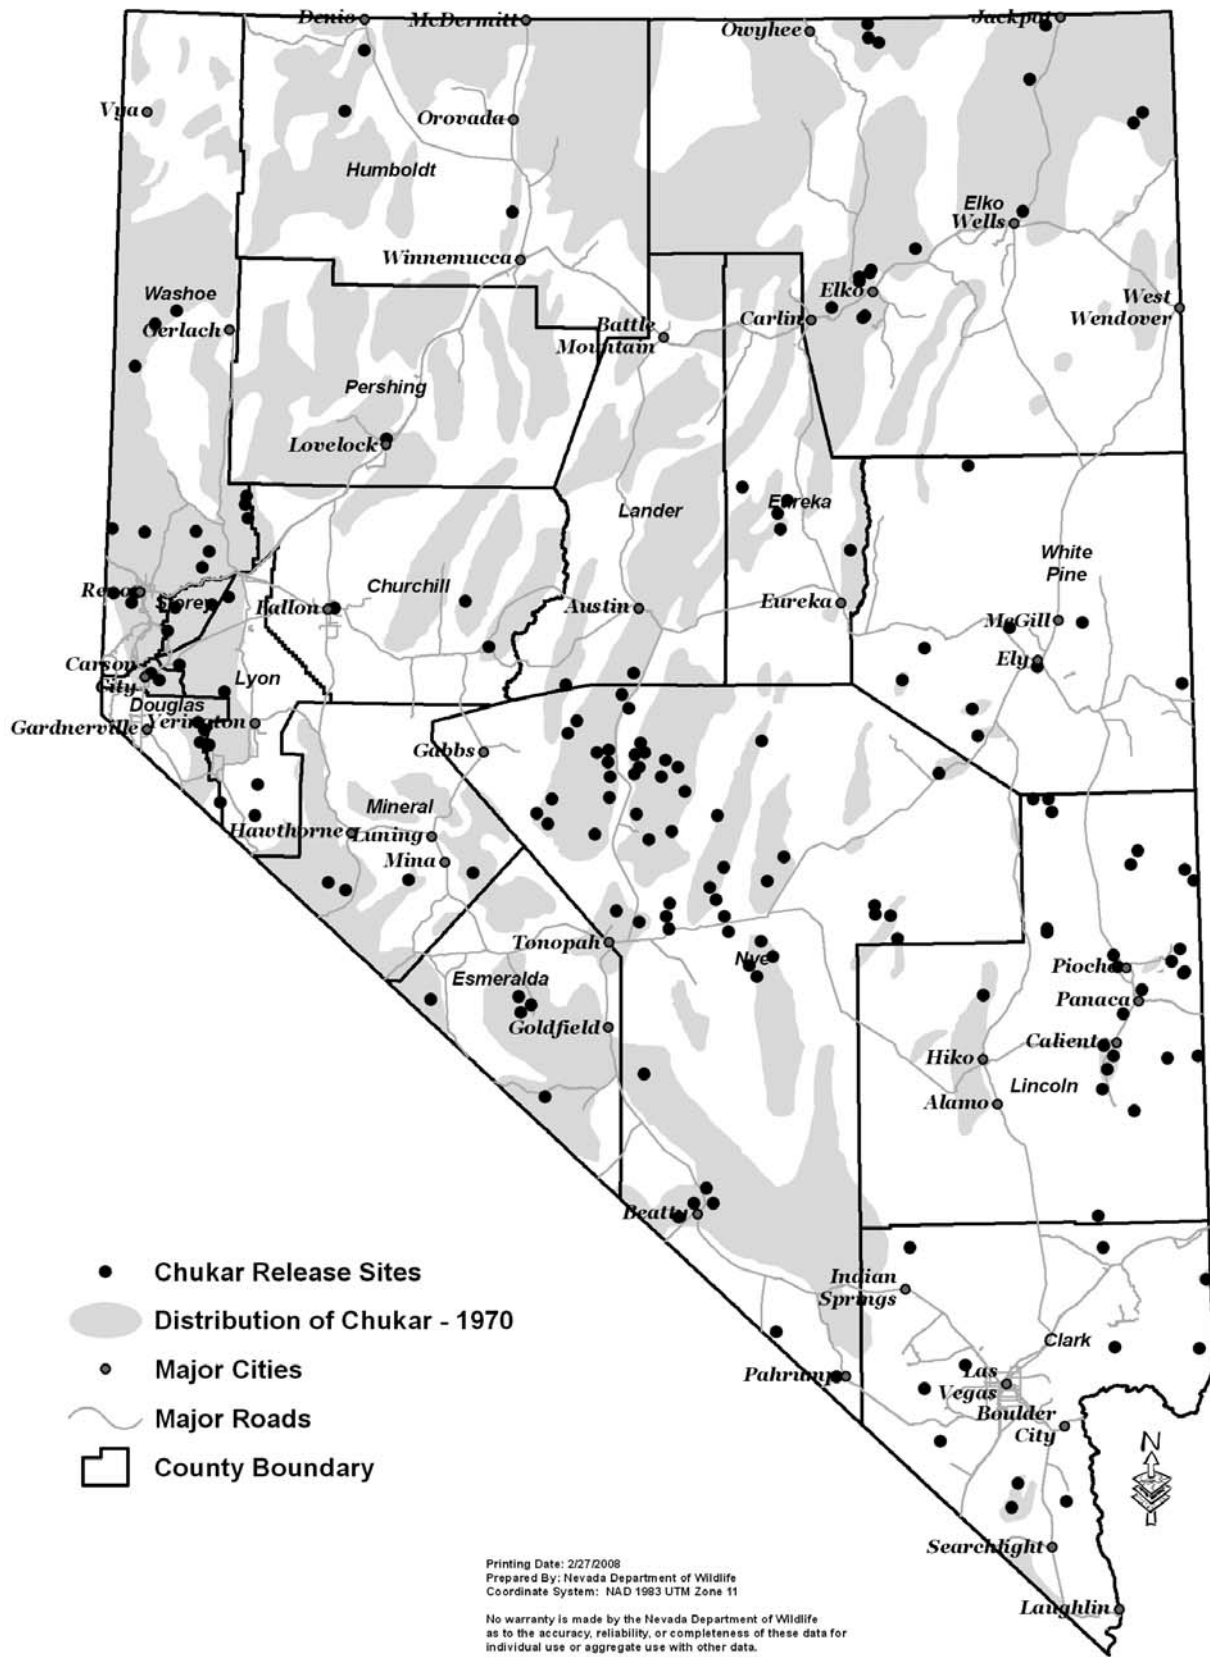 Denio
McDermitt
Owyhee
Jackpot
Vya
Orovada
Humboldt
Elko
Wells
Winnemucca
Washoe
Gerlach
Elko
Carlin
West
Wendover
Battle
Mountain
Pershing
Lovelock
Lander
Eureka
White
Pine
Churchill
Reno
Storey
Fallon
Austin
Eureka
McGill
Ely
Carson
City
Lyon
Douglas
Gardnerville
Yerington
Gabbs
Mineral
Hawthorne
Luning
Mina
Tonopah
Nye
Pioche
Panaca
Esmeralda
Goldfield
Caliente
Hiko
Lincoln
Alamo
Beatty
Indian
Springs
Clark
Pahrump
Las
Vegas
Boulder
City
N
Searchlight
Laughlin
Chukar Release Sites
Distribution of Chukar - 1970
Major Cities
Major Roads
County Boundary
Printing Date: 2/27/2008
Prepared By: Nevada Department of Wildlife
Coordinate System: NAD 1983 UTM Zone 11
No warranty is made by the Nevada Department of Wildlife
as to the accuracy, reliability, or completeness of these data for
individual use or aggregate use with other data.